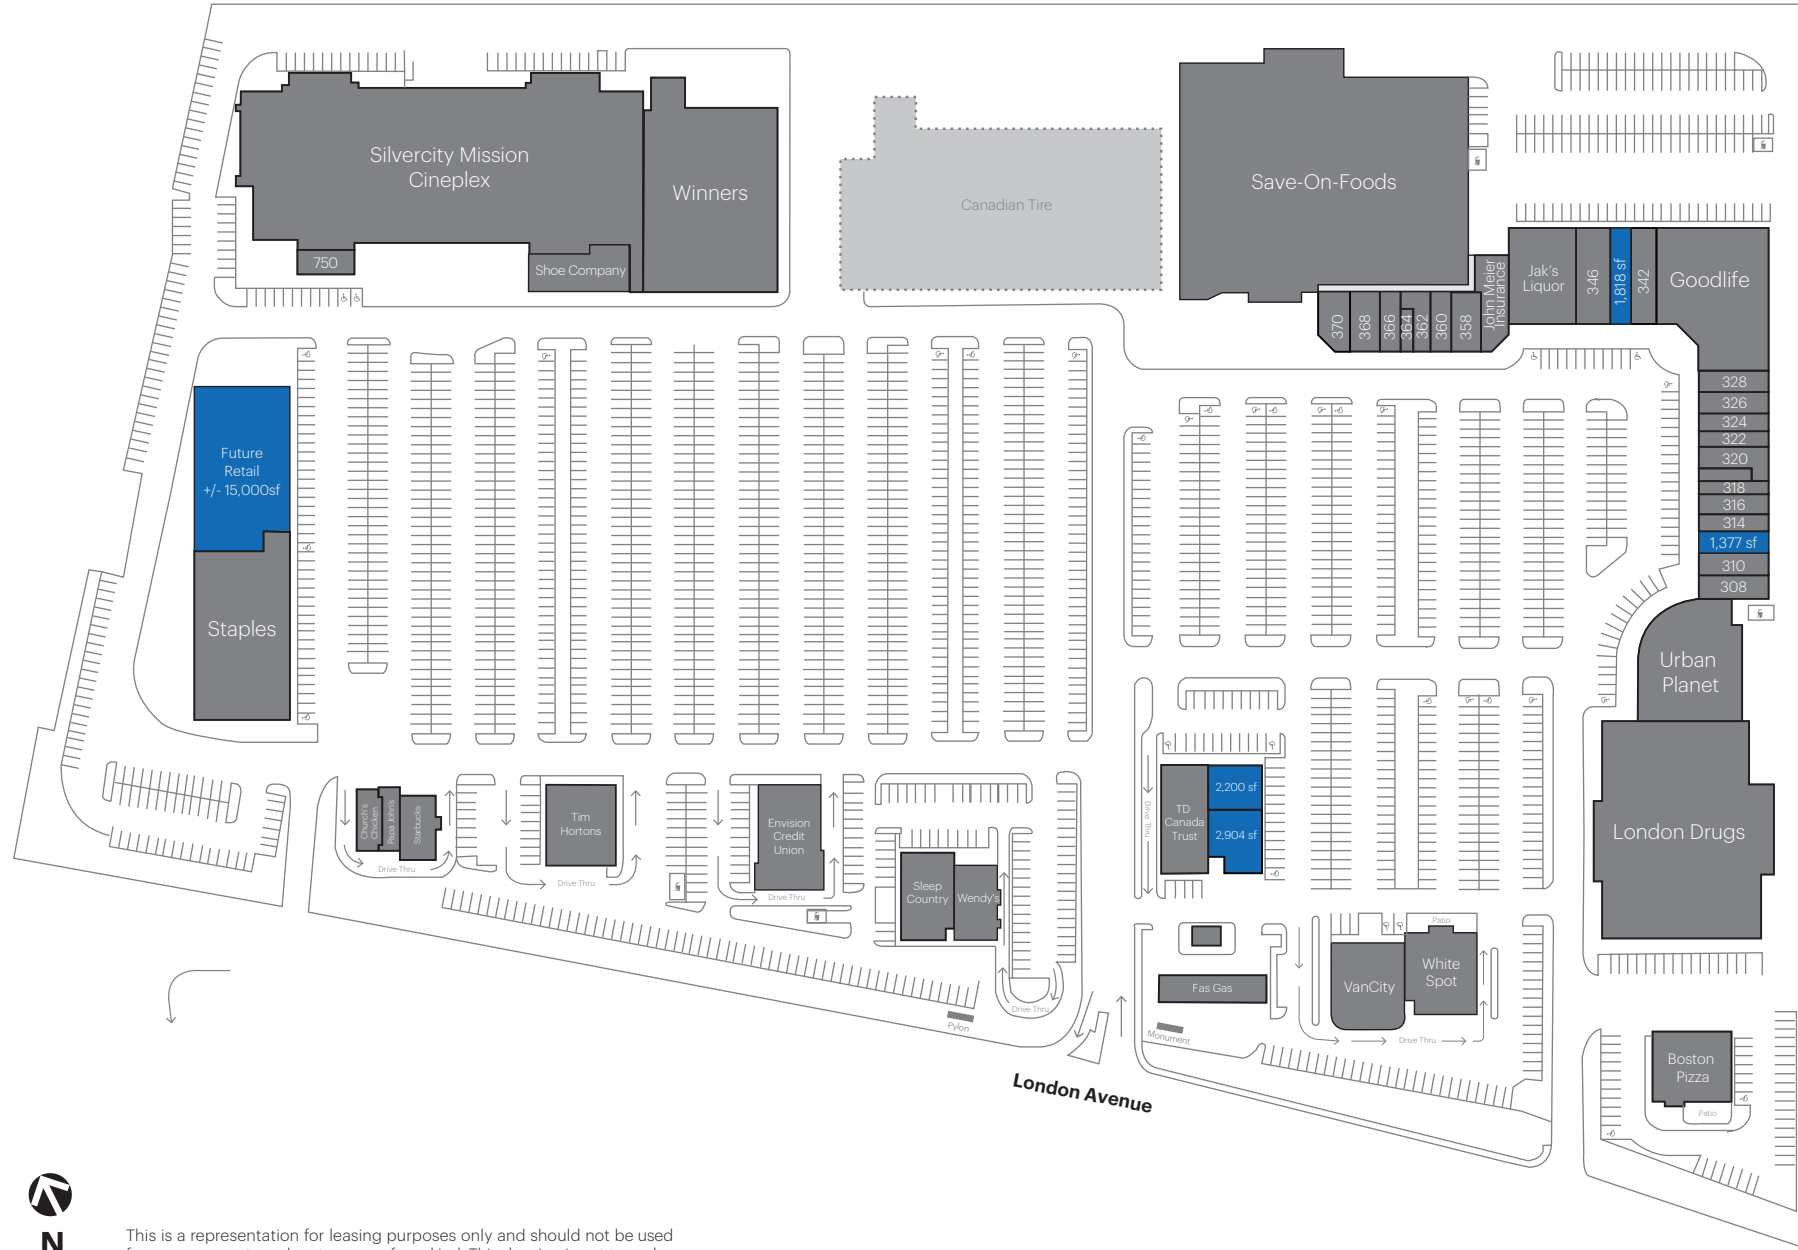 Silvercity Mission
Cineplex
Winners
750
Shoe Company
Canadian Tire
Save-On-Foods
370
368
366
364
362
360
358
John Meier
Insurance
Jak's
Liquor
346
1,818 sf
342
Goodlife
328
326
324
322
320
318
316
314
1,377 sf
310
308
Future
Retail
+/- 15,000sf
Staples
Urban
Planet
London Drugs
Church's
Chicken
Papa John's
Starbucks
Drive Thru
Tim
Hortons
Drive Thru
Envision
Credit
Union
Drive Thru
Sleep
Country
Wendy's
Drive Thru
Drive Thru
TD
Canada
Trust
2,200 sf
2,904 sf
Fas Gas
VanCity
White
Spot
Patio
Drive Thru
Boston
Pizza
Patio
Pylon
Monument
London Avenue
N
This is a representation for leasing purposes only and should not be used